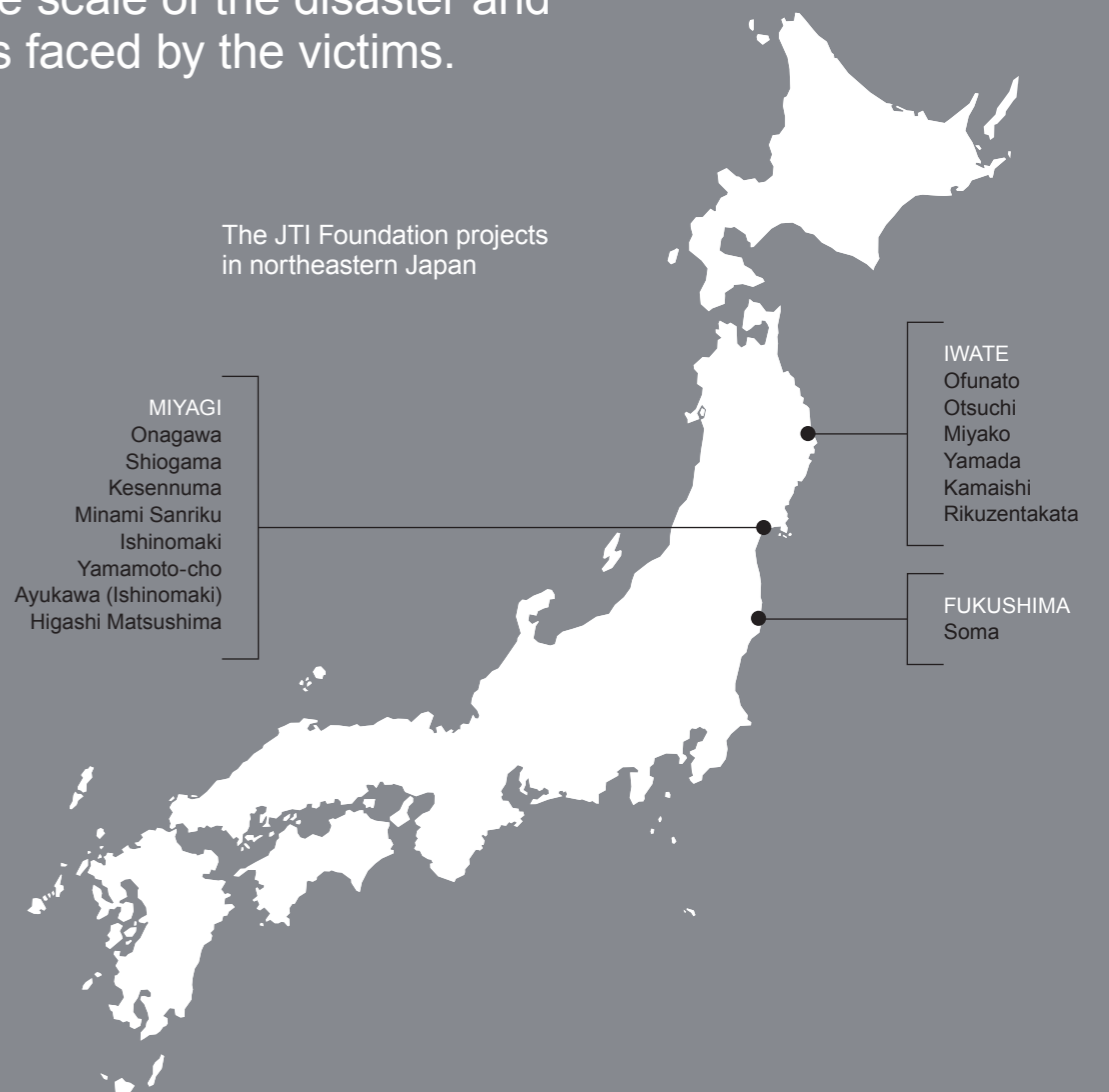 e scale of the disaster and
s faced by the victims.
The JTI Foundation projects
in northeastern Japan
MIYAGI
Onagawa
Shiogama
Kesennuma
Minami Sanriku
Ishinomaki
Yamamoto-cho
Ayukawa (Ishinomaki)
Higashi Matsushima
IWATE
Ofunato
Otsuchi
Miyako
Yamada
Kamaishi
Rikuzentakata
FUKUSHIMA
Soma